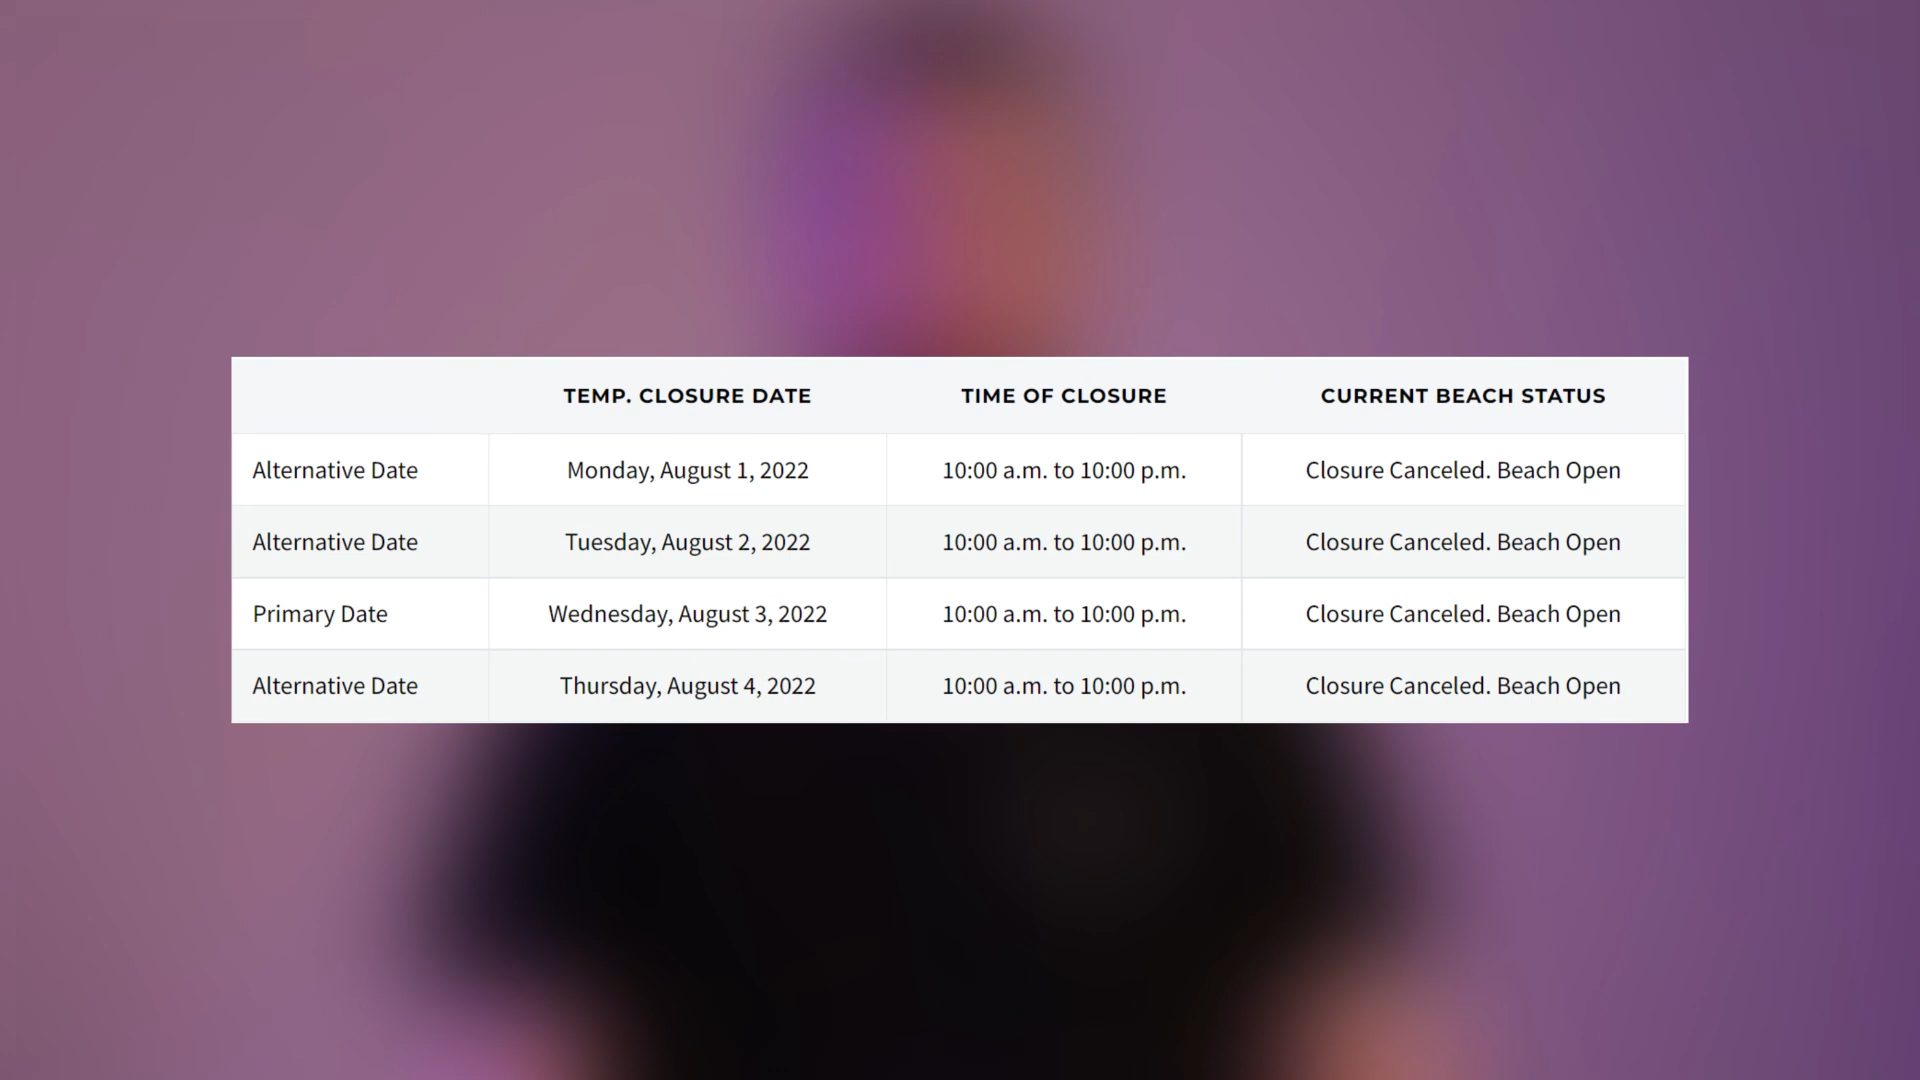 TEMP. CLOSURE DATE TIME OF CLOSURE CURRENT BEACH STATUS
Alternative Date Monday, August 1, 2022 10:00 a.m. to 10:00 p.m. Closure Canceled. Beach Open
Alternative Date Tuesday, August 2, 2022 10:00 a.m. to 10:00 p.m. Closure Canceled. Beach Open
Primary Date Wednesday, August 3, 2022 10:00 a.m. to 10:00 p.m. Closure Canceled. Beach Open
Alternative Date Thursday, August 4, 2022 10:00 a.m. to 10:00 p.m. Closure Canceled. Beach Open